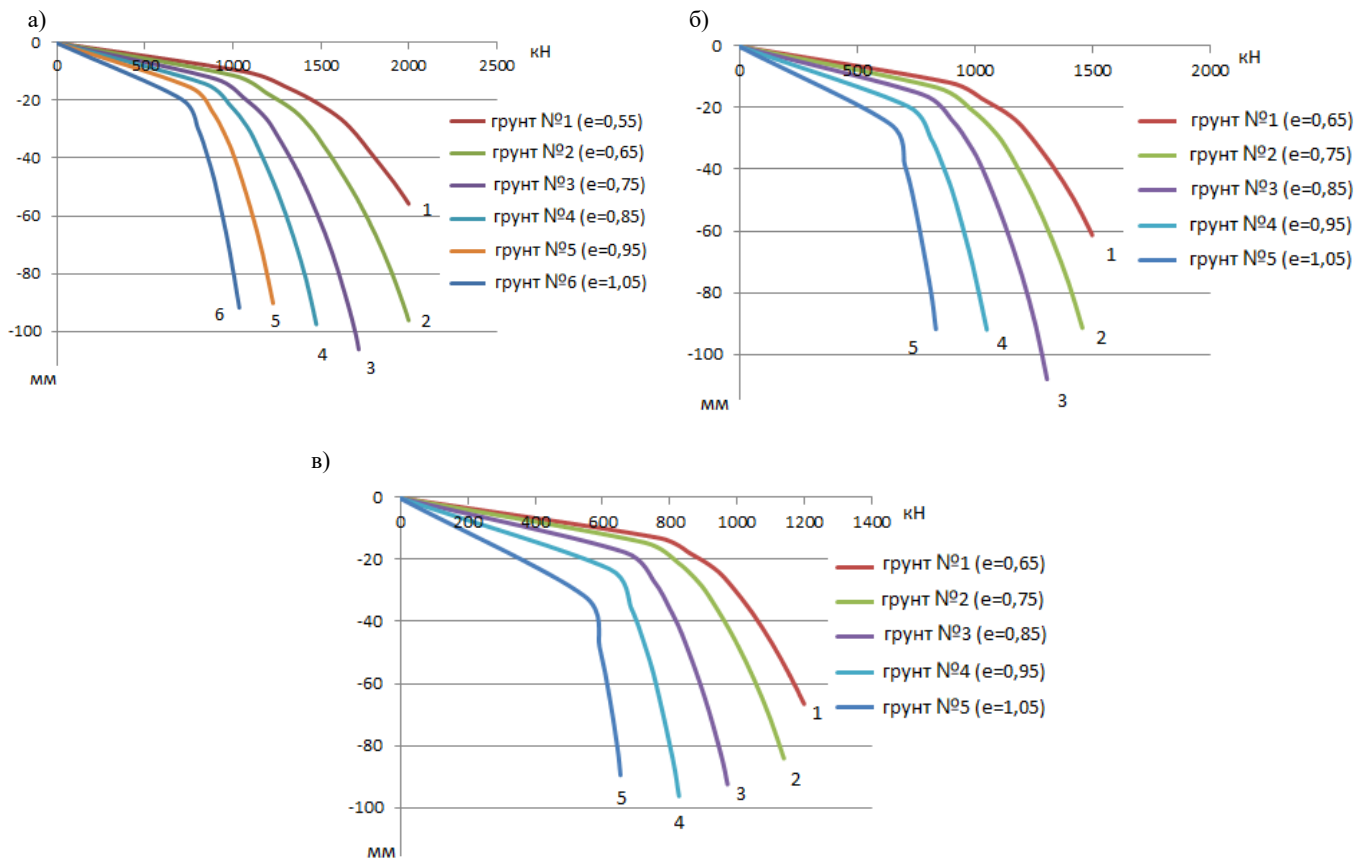 а)
0
0
500
1000
1500
2000
2500
кН
-20
-40
-60
-80
-100
мм
грунт №1 (e=0,55)
грунт №2 (e=0,65)
грунт №3 (e=0,75)
грунт №4 (e=0,85)
грунт №5 (e=0,95)
грунт №6 (e=1,05)
1
2
3
4
5
6
б)
0
0
500
1000
1500
2000
кН
-20
-40
-60
-80
-100
мм
грунт №1 (e=0,65)
грунт №2 (e=0,75)
грунт №3 (e=0,85)
грунт №4 (e=0,95)
грунт №5 (e=1,05)
1
2
3
4
5
в)
0
0
200
400
600
800
1000
1200
1400
кН
-20
-40
-60
-80
-100
мм
грунт №1 (e=0,65)
грунт №2 (e=0,75)
грунт №3 (e=0,85)
грунт №4 (e=0,95)
грунт №5 (e=1,05)
1
2
3
4
5